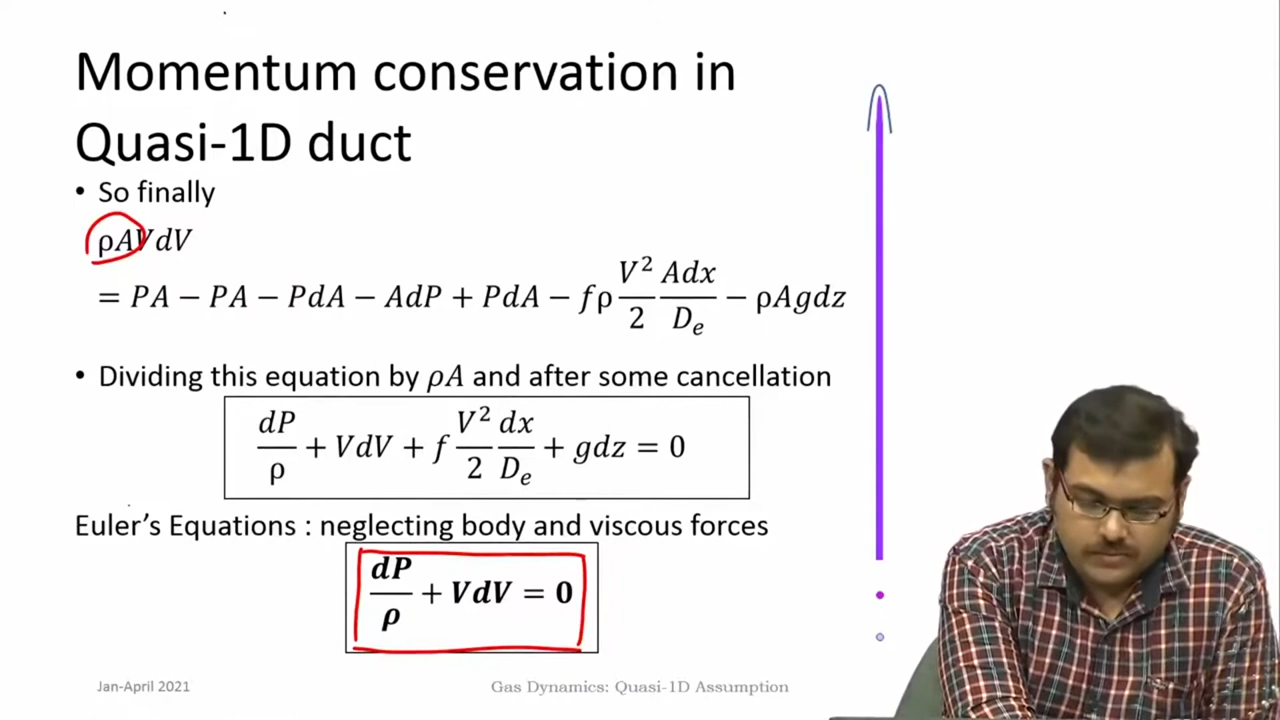 Momentum conservation in
Quasi-1D duct
• So finally
ρAVdV
= PA − PA − PdA − AdP + PdA − fρ V²/2 Adx/Dₑ − ρAgdz
• Dividing this equation by ρA and after some cancellation
dP/ρ + VdV + f V²/2 dx/Dₑ + gdz = 0
Euler's Equations : neglecting body and viscous forces
dP/ρ + VdV = 0
Jan-April 2021
Gas Dynamics: Quasi-1D Assumption